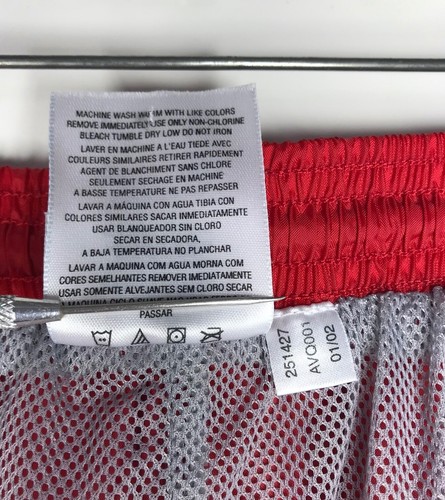 MACHINE WASH WARM WITH LIKE COLORS
REMOVE IMMEDIATELY USE ONLY NON-CHLORINE
BLEACH TUMBLE DRY LOW DO NOT IRON
LAVER EN MACHINE A L'EAU TIEDE AVEC
COULEURS SIMILAIRES RETIRER RAPIDEMENT
AGENT DE BLANCHIMENT SANS CHLORE
SEULEMENT SECHAGE EN MACHINE
A BASSE TEMPERATURE NE PAS REPASSER
LAVAR A MÁQUINA CON AGUA TIBIA CON
COLORES SIMILARES SACAR INMEDIATAMENTE
USAR BLANQUEADOR SIN CLORO
SECAR EN SECADORA,
A BAJA TEMPERATURA NO PLANCHAR
LAVAR A MAQUINA COM AGUA MORNA COM
CORES SEMELHANTES REMOVER IMEDIATAMENTE
USAR SOMENTE ALVEJANTES SEM CLORO SECAR
PASSAR
251427
AVQ001
01/02